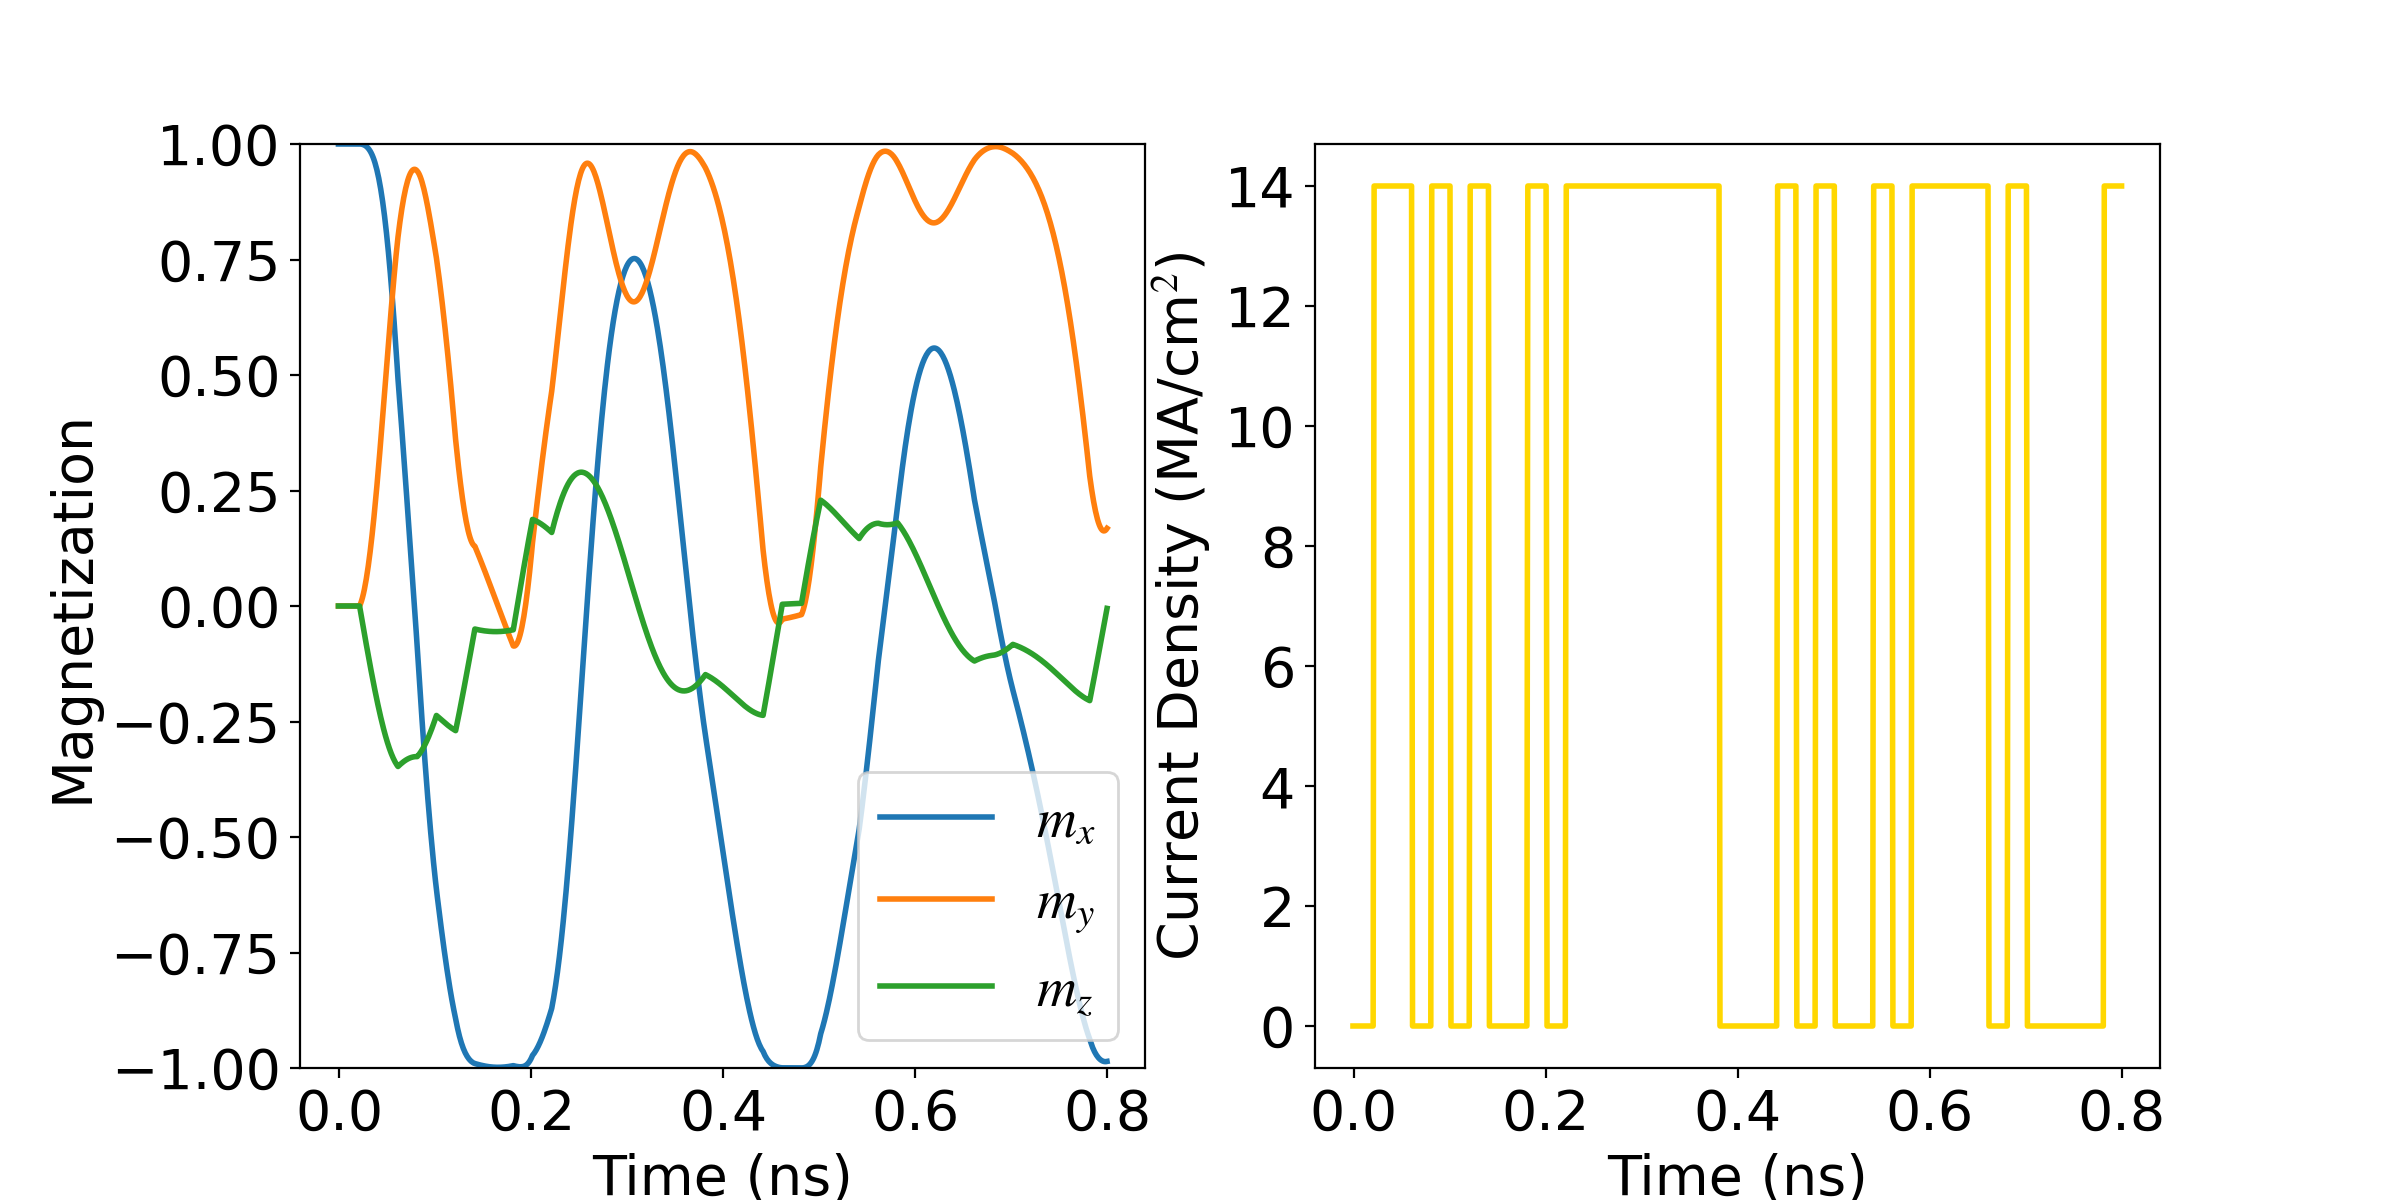 Magnetization
1.00
0.75
0.50
0.25
0.00
−0.25
−0.50
−0.75
−1.00
0.0 0.2 0.4 0.6 0.8
Time (ns)
m_x
m_y
m_z
Current Density (MA/cm²)
14
12
10
8
6
4
2
0
0.0 0.2 0.4 0.6 0.8
Time (ns)